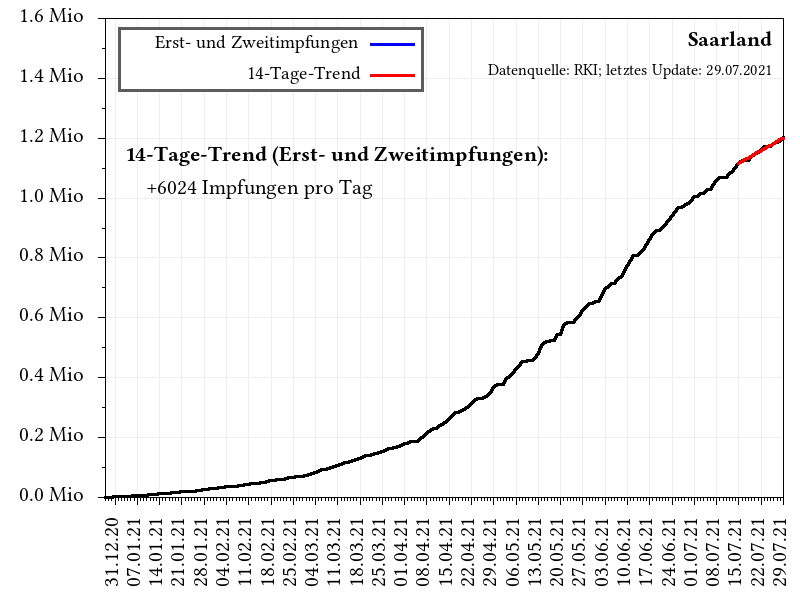 1.6 Mio
1.4 Mio
1.2 Mio
1.0 Mio
0.8 Mio
0.6 Mio
0.4 Mio
0.2 Mio
0.0 Mio
Erst- und Zweitimpfungen
14-Tage-Trend
Saarland
Datenquelle: RKI; letztes Update: 29.07.2021
14-Tage-Trend (Erst- und Zweitimpfungen):
+6024 Impfungen pro Tag
31.12.20
07.01.21
14.01.21
21.01.21
28.01.21
04.02.21
11.02.21
18.02.21
25.02.21
04.03.21
11.03.21
18.03.21
25.03.21
01.04.21
08.04.21
15.04.21
22.04.21
29.04.21
06.05.21
13.05.21
20.05.21
27.05.21
03.06.21
10.06.21
17.06.21
24.06.21
01.07.21
08.07.21
15.07.21
22.07.21
29.07.21